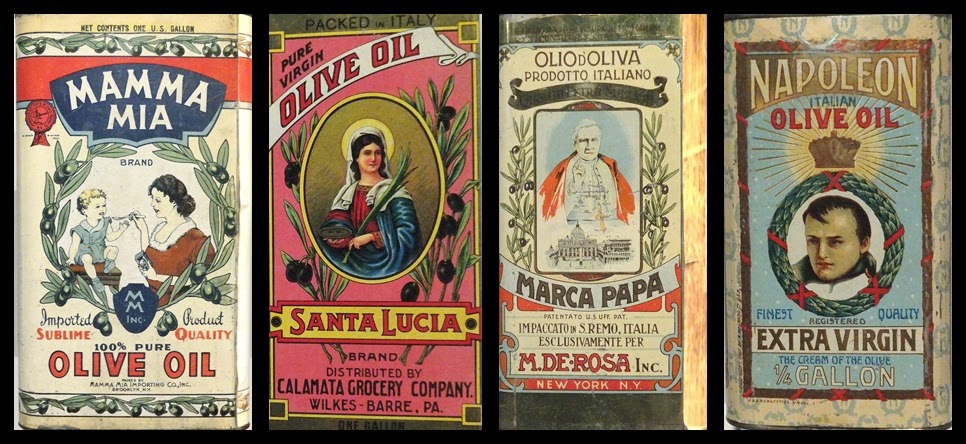 NET CONTENTS ONE U.S. GALLON
MAMMA
MIA
BRAND
MM
INC.
Imported Product
SUBLIME QUALITY
100% PURE
OLIVE OIL
PACKED BY
MAMMA MIA IMPORTING CO., INC.
BROOKLYN, N.Y.
PACKED IN ITALY
PURE
VIRGIN
OLIVE OIL
SANTA LUCIA
BRAND
DISTRIBUTED BY
CALAMATA GROCERY COMPANY.
WILKES-BARRE, PA.
ONE GALLON
OLIO D'OLIVA
PRODOTTO ITALIANO
MARCA PAPA
PATENTATO U.S. UFF. PAT.
IMPACCATO IN S. REMO, ITALIA
ESCLUSIVAMENTE PER
M. DE-ROSA INC.
NEW YORK N.Y.
N
NAPOLEON
ITALIAN
OLIVE OIL
FINEST QUALITY
REGISTERED
EXTRA VIRGIN
THE CREAM OF THE OLIVE
1/4 GALLON